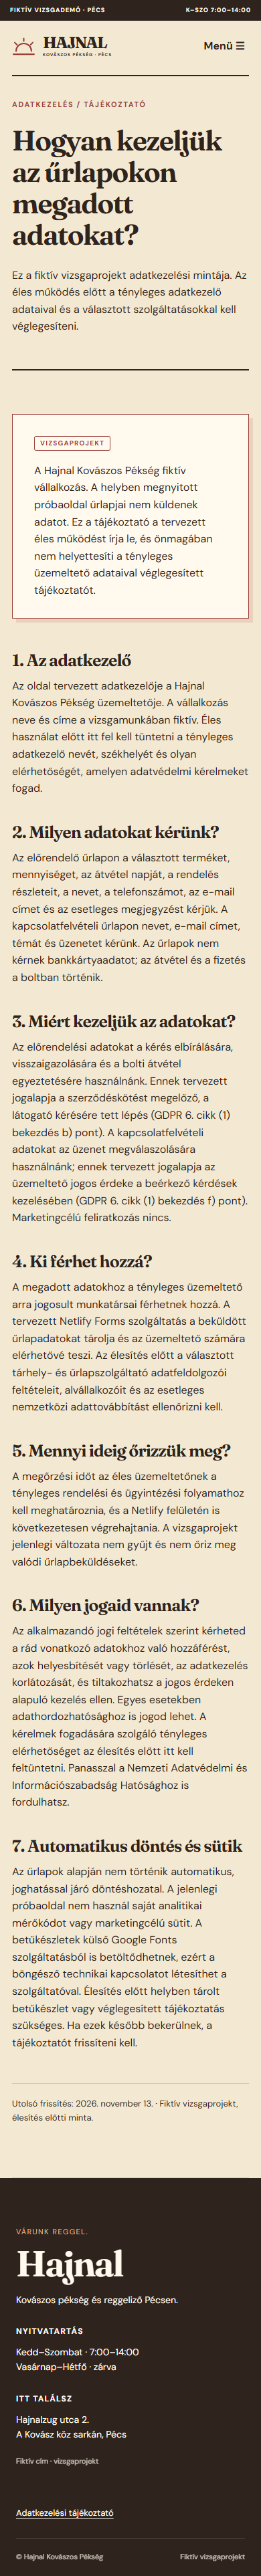 FIKTÍV VIZSGADEMÓ · PÉCS
K–SZO 7:00–14:00
HAJNAL
KOVÁSZOS PÉKSÉG · PÉCS
Menü ☰
ADATKEZELÉS / TÁJÉKOZTATÓ
Hogyan kezeljük
az űrlapokon
megadott
adatokat?
Ez a fiktív vizsgaprojekt adatkezelési mintája. Az
éles működés előtt a tényleges adatkezelő
adataival és a választott szolgáltatásokkal kell
véglegesíteni.
VIZSGAPROJEKT
A Hajnal Kovászos Pékség fiktív
vállalkozás. A helyben megnyitott
próbaoldal űrlapjai nem küldenek
adatot. Ez a tájékoztató a tervezett
éles működést írja le, és önmagában
nem helyettesíti a tényleges
üzemeltető adataival véglegesített
tájékoztatót.
1. Az adatkezelő
Az oldal tervezett adatkezelője a Hajnal
Kovászos Pékség üzemeltetője. A vállalkozás
neve és címe a vizsgamunkában fiktív. Éles
használat előtt itt fel kell tüntetni a tényleges
adatkezelő nevét, székhelyét és olyan
elérhetőségét, amelyen adatvédelmi kérelmeket
fogad.
2. Milyen adatokat kérünk?
Az előrendelő űrlapon a választott terméket,
mennyiséget, az átvétel napját, a rendelés
részleteit, a nevet, a telefonszámot, az e-mail
címet és az esetleges megjegyzést kérjük. A
kapcsolatfelvételi űrlapon nevet, e-mail címet,
témát és üzenetet kérünk. Az űrlapok nem
kérnek bankkártyaadatot; az átvétel és a fizetés
a boltban történik.
3. Miért kezeljük az adatokat?
Az előrendelési adatokat a kérés elbírálására,
visszaigazolására és a bolti átvétel
egyeztetésére használnánk. Ennek tervezett
jogalapja a szerződéskötést megelőző, a
látogató kérésére tett lépés (GDPR 6. cikk (1)
bekezdés b) pont). A kapcsolatfelvételi
adatokat az üzenet megválaszolására
használnánk; ennek tervezett jogalapja az
üzemeltető jogos érdeke a beérkező kérdések
kezelésében (GDPR 6. cikk (1) bekezdés f) pont).
Marketingcélú feliratkozás nincs.
4. Ki férhet hozzá?
A megadott adatokhoz a tényleges üzemeltető
arra jogosult munkatársai férhetnek hozzá. A
tervezett Netlify Forms szolgáltatás a beküldött
űrlapadatokat tárolja és az üzemeltető számára
elérhetővé teszi. Az élesítés előtt a választott
tárhely- és űrlapszolgáltató adatfeldolgozói
feltételeit, alvállalkozóit és az esetleges
nemzetközi adattovábbítást ellenőrizni kell.
5. Mennyi ideig őrizzük meg?
A megőrzési időt az éles üzemeltetőnek a
tényleges rendelési és ügyintézési folyamathoz
kell meghatároznia, és a Netlify felületén is
következetesen végrehajtania. A vizsgaprojekt
jelenlegi változata nem gyűjt és nem őriz meg
valódi űrlapbeküldéseket.
6. Milyen jogaid vannak?
Az alkalmazandó jogi feltételek szerint kérheted
a rád vonatkozó adatokhoz való hozzáférést,
azok helyesbítését vagy törlését, az adatkezelés
korlátozását, és tiltakozhatsz a jogos érdeken
alapuló kezelés ellen. Egyes esetekben
adathordozhatósághoz is jogod lehet. A
kérelmek fogadására szolgáló tényleges
elérhetőséget az élesítés előtt itt kell
feltüntetni. Panasszal a Nemzeti Adatvédelmi és
Információszabadság Hatósághoz is
fordulhatsz.
7. Automatikus döntés és sütik
Az űrlapok alapján nem történik automatikus,
joghatással járó döntéshozatal. A jelenlegi
próbaoldal nem használ saját analitikai
mérőkódot vagy marketingcélú sütit. A
betűkészletek külső Google Fonts
szolgáltatásból is betöltődhetnek, ezért a
böngésző technikai kapcsolatot létesíthet a
szolgáltatóval. Élesítés előtt helyben tárolt
betűkészlet vagy véglegesített tájékoztatás
szükséges. Ha ezek később bekerülnek, a
tájékoztatót frissíteni kell.
Utolsó frissítés: 2026. november 13. · Fiktív vizsgaprojekt,
élesítés előtti minta.
VÁRUNK REGGEL.
Hajnal
Kovászos pékség és reggeliző Pécsen.
NYITVATARTÁS
Kedd–Szombat · 7:00–14:00
Vasárnap–Hétfő · zárva
ITT TALÁLSZ
Hajnalzug utca 2.
A Kovász köz sarkán, Pécs
Fiktív cím · vizsgaprojekt
Adatkezelési tájékoztató
© Hajnal Kovászos Pékség
Fiktív vizsgaprojekt